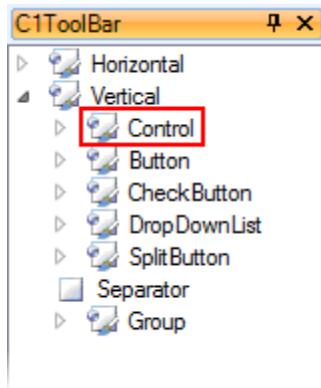 C1ToolBar
Horizontal
Vertical
Control
Button
CheckButton
DropDownList
SplitButton
Separator
Group